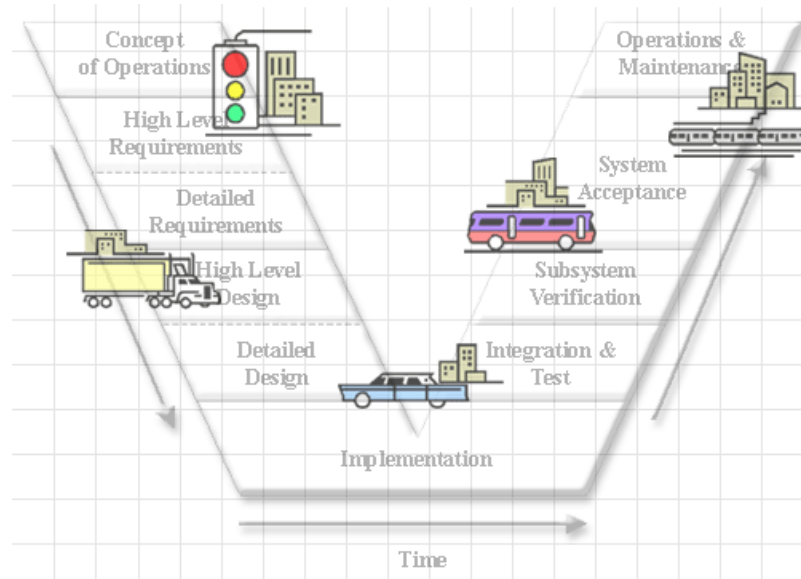 Concept
of Operations
High Level
Requirements
Detailed
Requirements
High Level
Design
Detailed
Design
Implementation
Integration &
Test
Subsystem
Verification
System
Acceptance
Operations &
Maintenance
Time